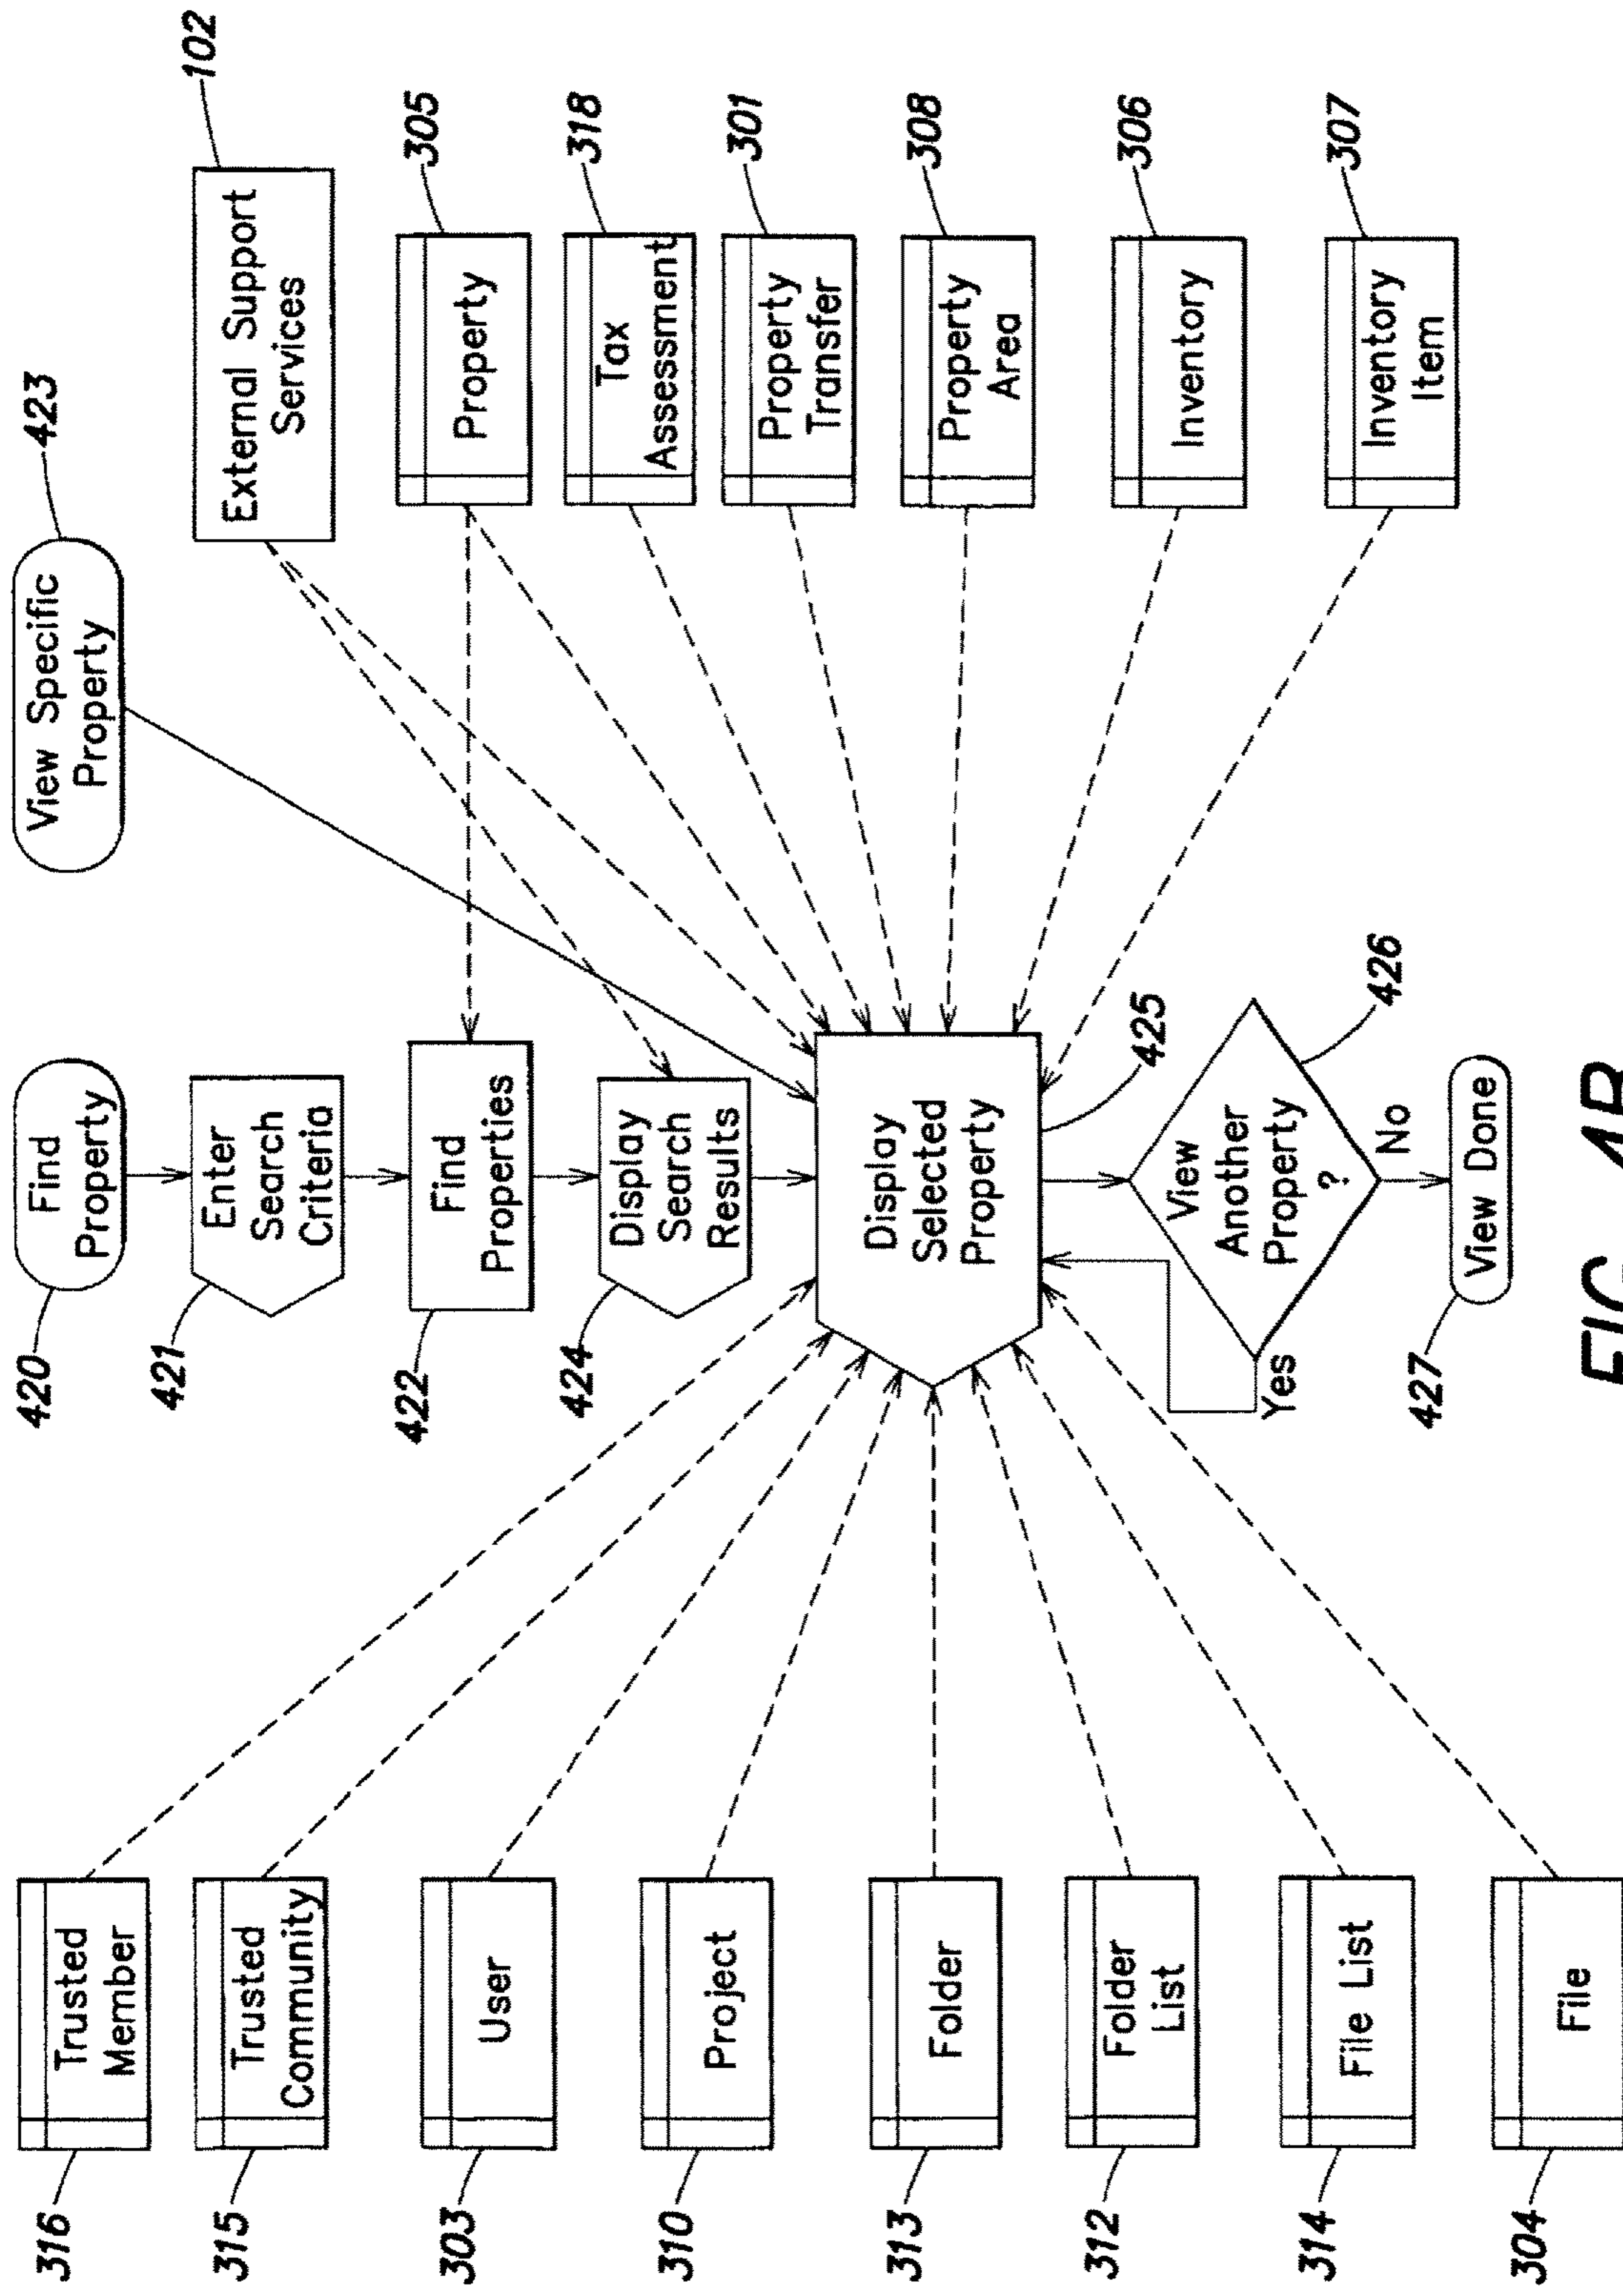 420
Find
Property
421
Enter
Search
Criteria
422
Find
Properties
424
Display
Search
Results
423
View Specific
Property
102
External Support
Services
316
Trusted
Member
315
Trusted
Community
303
User
310
Project
313
Folder
312
Folder
List
314
File List
304
File
305
Property
318
Tax
Assessment
301
Property
Transfer
308
Property
Area
306
Inventory
307
Inventory
Item
Display
Selected
Property
425
View
Another
Property
?
426
Yes
No
427
View Done
FIG. 4B